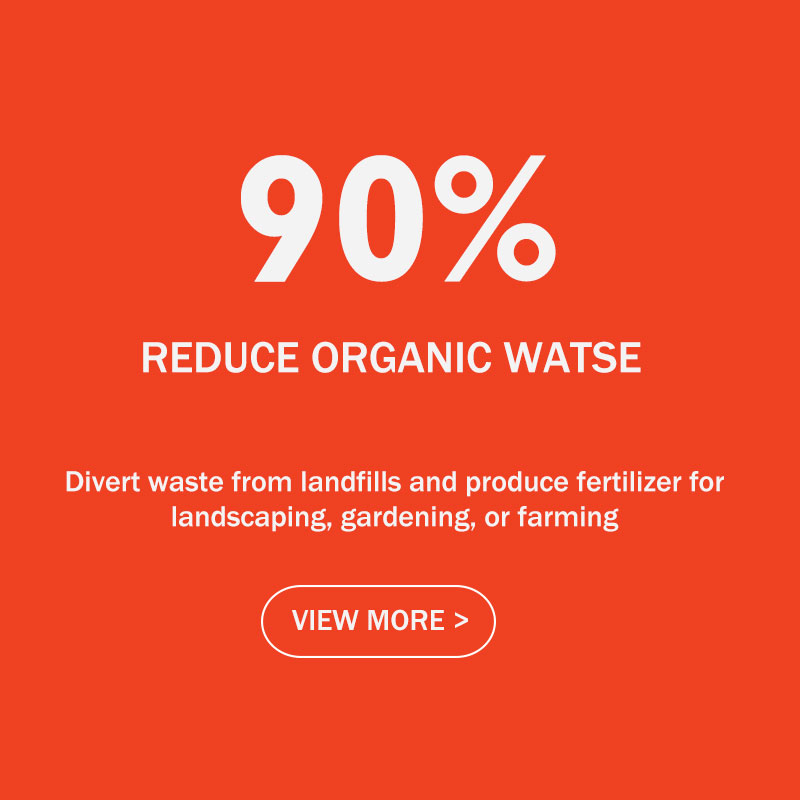 90%
REDUCE ORGANIC WATSE
Divert waste from landfills and produce fertilizer for
landscaping, gardening, or farming
VIEW MORE >